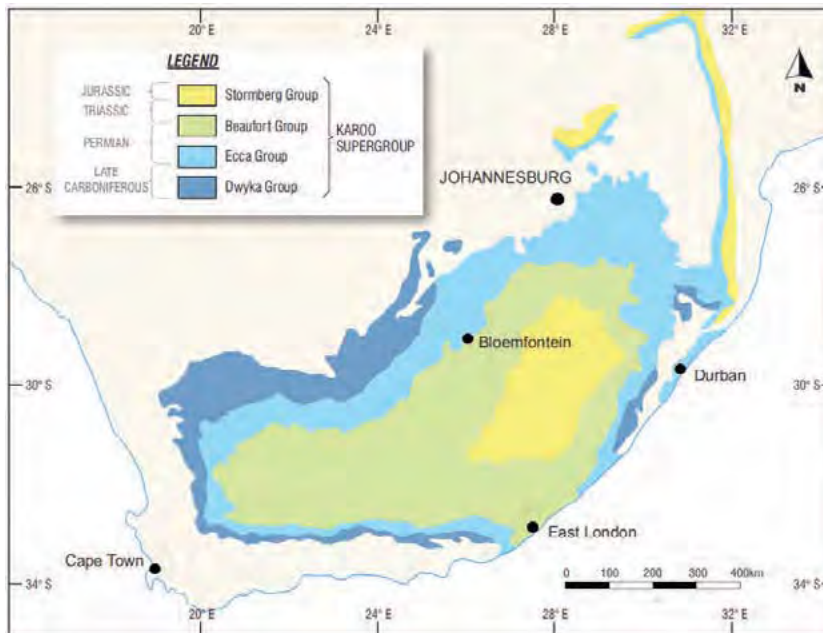 20° E
24° E
28° E
32° E
LEGEND
JURASSIC
TRIASSIC
PERMIAN
LATE
CARBONIFEROUS
Stormberg Group
Beaufort Group
Ecca Group
Dwyka Group
KAROO
SUPERGROUP
N
26° S
JOHANNESBURG
26° S
Bloemfontein
Durban
30° S
30° S
East London
Cape Town
34° S
0 100 200 300 400km
34° S
20° E
24° E
28° E
32° E